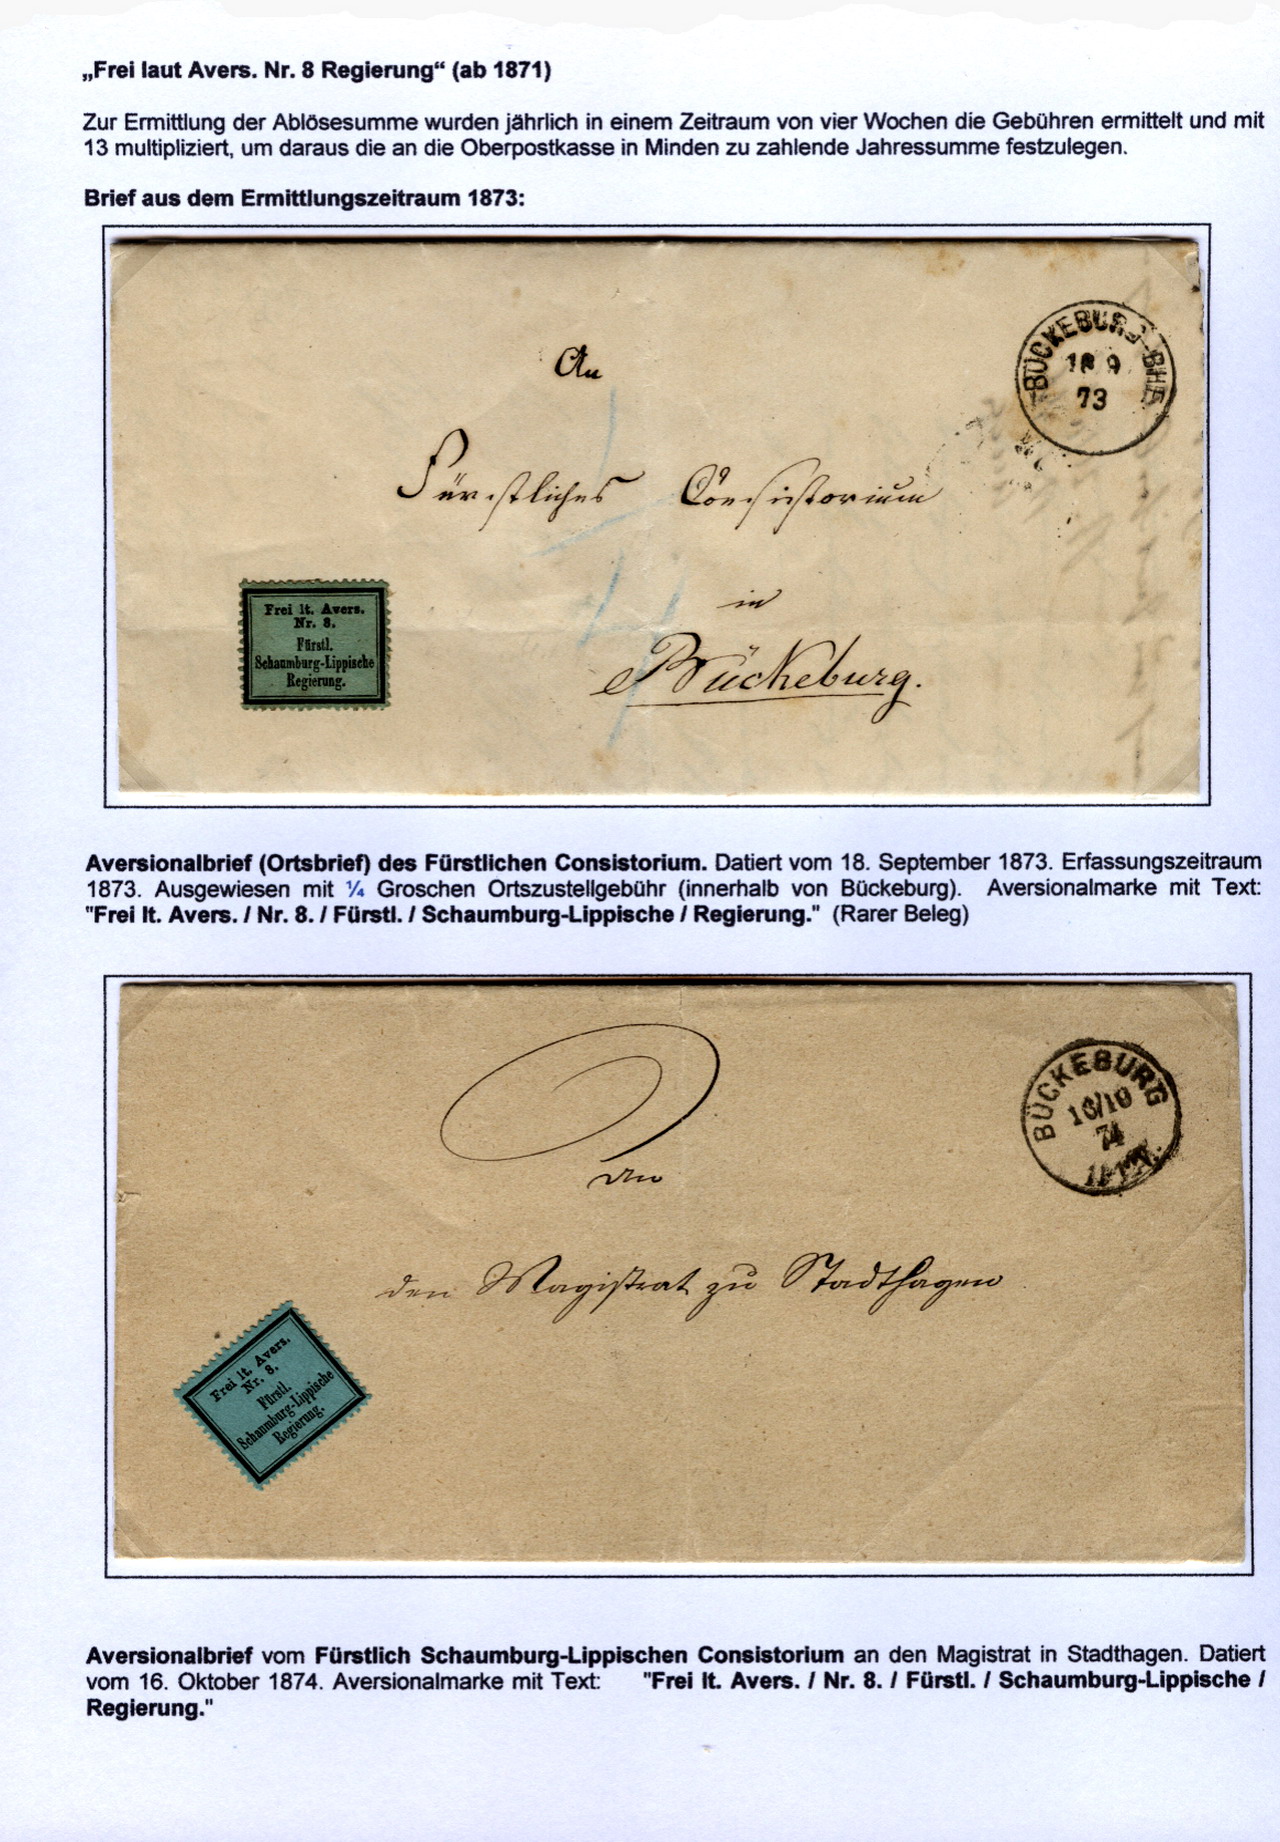 „Frei laut Avers. Nr. 8 Regierung“ (ab 1871)
Zur Ermittlung der Ablösesumme wurden jährlich in einem Zeitraum von vier Wochen die Gebühren ermittelt und mit
13 multipliziert, um daraus die an die Oberpostkasse in Minden zu zahlende Jahressumme festzulegen.
Brief aus dem Ermittlungszeitraum 1873:
BÜCKEBURG-BHF
18 9
73
An
Fürstliches Consistorium
in
Bückeburg.
1/4
Frei lt. Avers.
Nr. 8.
Fürstl.
Schaumburg-Lippische
Regierung.
Aversionalbrief (Ortsbrief) des Fürstlichen Consistorium. Datiert vom 18. September 1873. Erfassungszeitraum
1873. Ausgewiesen mit ¼ Groschen Ortszustellgebühr (innerhalb von Bückeburg). Aversionalmarke mit Text:
"Frei lt. Avers. / Nr. 8. / Fürstl. / Schaumburg-Lippische / Regierung." (Rarer Beleg)
BÜCKEBURG
16/10
74
An
den Magistrat zu Stadthagen
Frei lt. Avers.
Nr. 8.
Fürstl.
Schaumburg-Lippische
Regierung.
Aversionalbrief vom Fürstlich Schaumburg-Lippischen Consistorium an den Magistrat in Stadthagen. Datiert
vom 16. Oktober 1874. Aversionalmarke mit Text: "Frei lt. Avers. / Nr. 8. / Fürstl. / Schaumburg-Lippische /
Regierung."